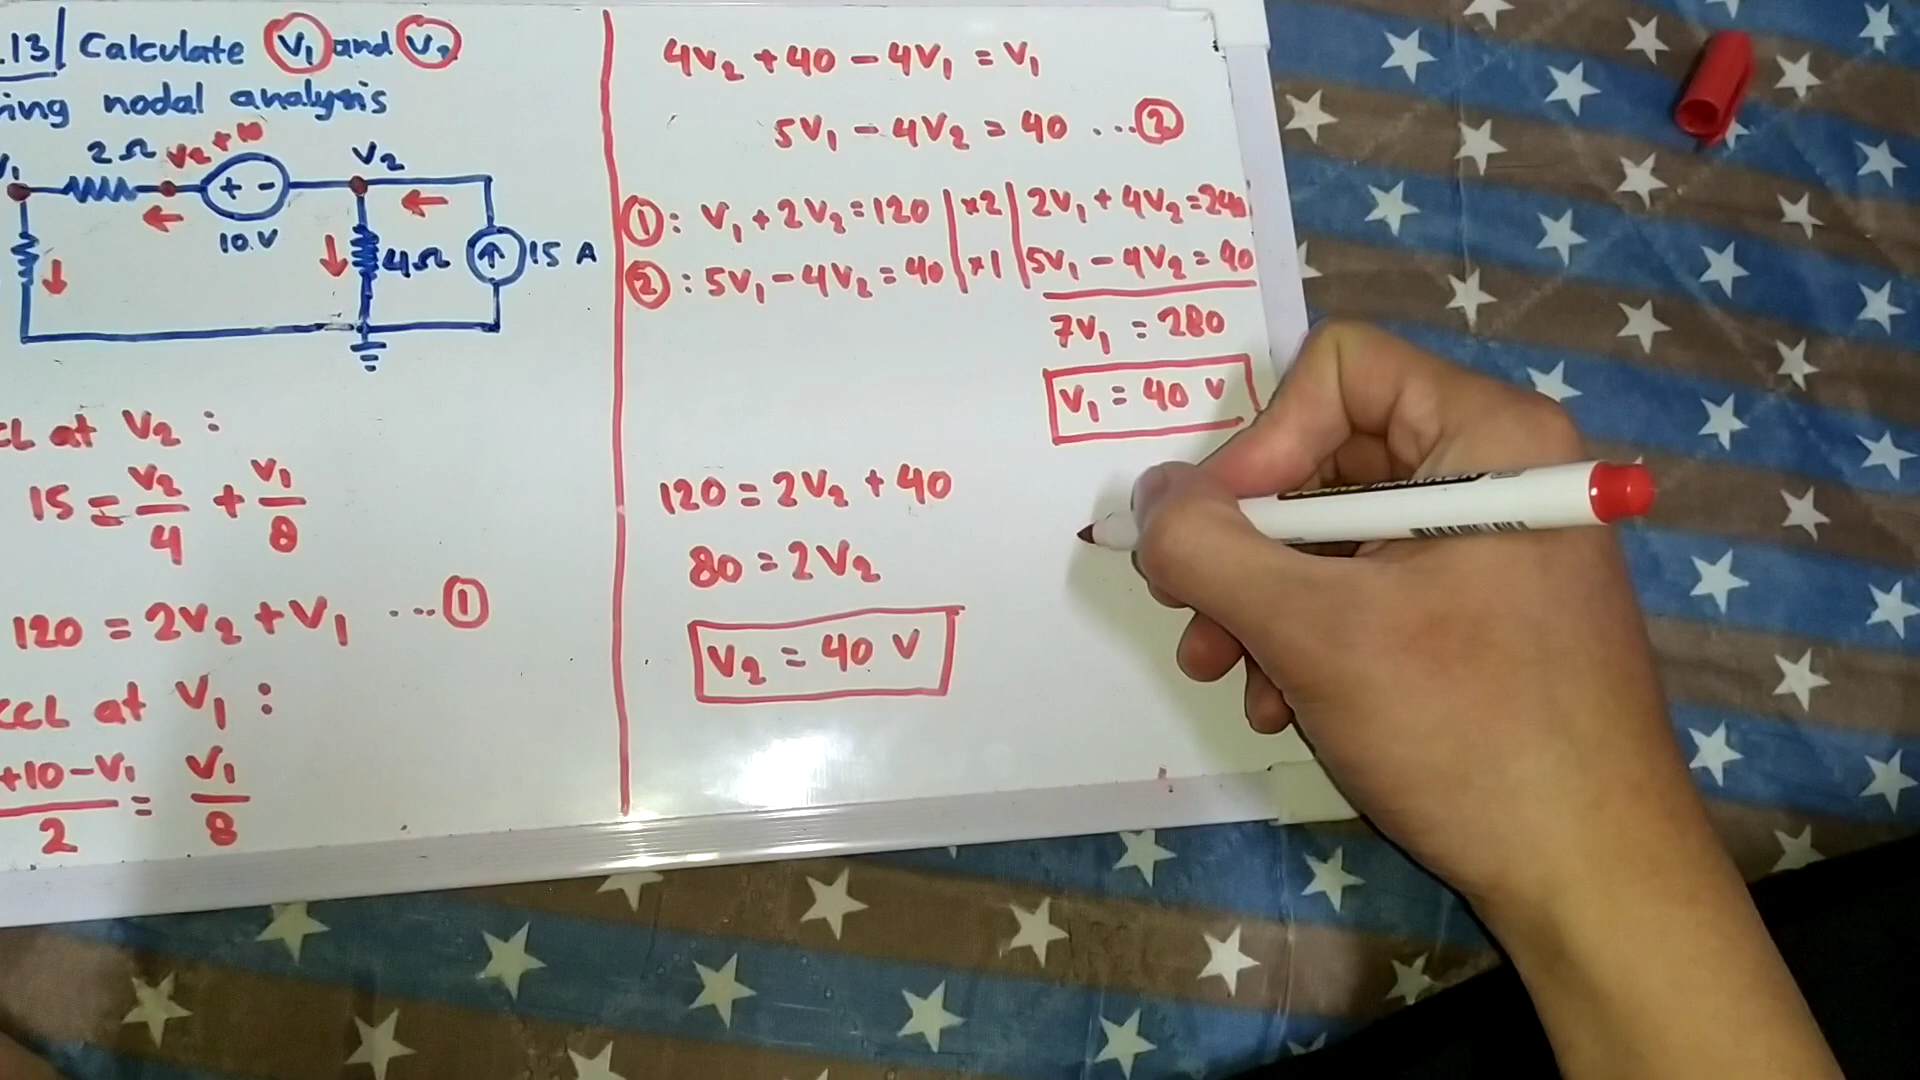 .13 Calculate V1 and V2
ing nodal analysis
V1 2Ω V2+10 V2
+ -
10V 4Ω 15 A
CL at V2 :
15 = V2/4 + V1/8
120 = 2V2 + V1 ...①
KCL at V1 :
+10-V1/2 = V1/8
4V2 + 40 - 4V1 = V1
5V1 - 4V2 = 40 ...②
①: V1 + 2V2 = 120 | ×2 | 2V1 + 4V2 = 240
②: 5V1 - 4V2 = 40 | ×1 | 5V1 - 4V2 = 40
7V1 = 280
V1 = 40 V
120 = 2V2 + 40
80 = 2V2
V2 = 40 V